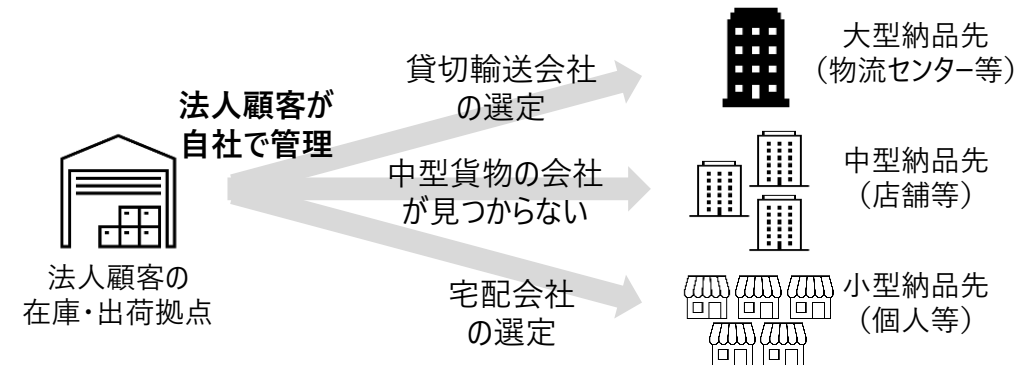 法人顧客が
自社で管理
法人顧客の
在庫・出荷拠点
貸切輸送会社
の選定
中型貨物の会社
が見つからない
宅配会社
の選定
大型納品先
（物流センター等）
中型納品先
（店舗等）
小型納品先
（個人等）